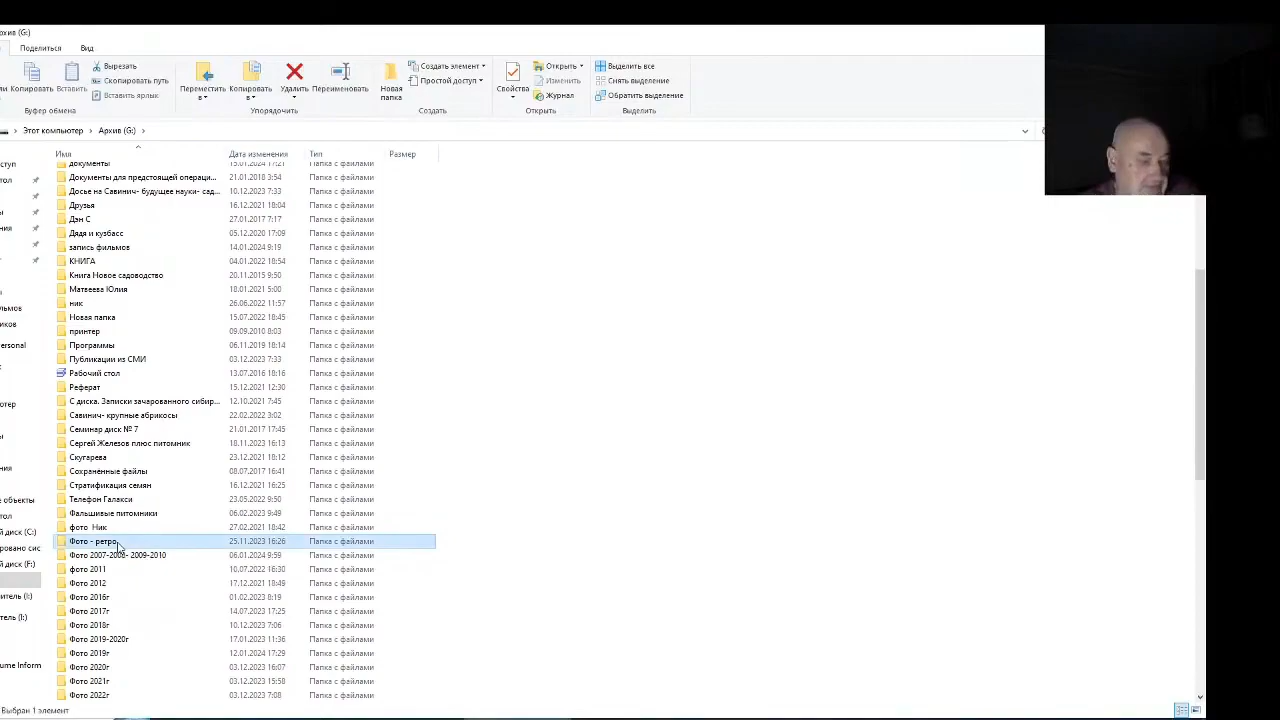 рхив (G:)
Поделиться Вид
Копировать Вставить Вырезать Скопировать путь Вставить ярлык
Буфер обмена
Переместить в Копировать в Удалить Переименовать
Упорядочить
Новая папка Создать элемент Простой доступ
Создать
Свойства Открыть Изменить Журнал
Открыть
Выделить все Снять выделение Обратить выделение
Выделить
Этот компьютер Архив (G:)
Имя Дата изменения Тип Размер
документы 15.01.2024 17:21 Папка с файлами
Документы для предстоящей операци... 21.01.2018 3:54 Папка с файлами
Досье на Савинич- будущее науки- сад... 10.12.2023 7:33 Папка с файлами
Друзья 16.12.2021 18:04 Папка с файлами
Дэн С 27.01.2017 7:17 Папка с файлами
Дядя и кузбасс 05.12.2020 17:09 Папка с файлами
запись фильмов 14.01.2024 9:19 Папка с файлами
КНИГА 04.01.2022 18:54 Папка с файлами
Книга Новое садоводство 20.11.2015 9:50 Папка с файлами
Матвеева Юлия 18.01.2021 5:00 Папка с файлами
ник 26.06.2022 11:57 Папка с файлами
Новая папка 15.07.2022 18:45 Папка с файлами
принтер 09.09.2010 8:03 Папка с файлами
Программы 06.11.2019 18:14 Папка с файлами
Публикации из СМИ 03.12.2023 7:33 Папка с файлами
Рабочий стол 13.07.2016 18:16 Папка с файлами
Реферат 15.12.2021 12:30 Папка с файлами
С диска. Записки зачарованного сибир... 12.10.2021 7:45 Папка с файлами
Савинич- крупные абрикосы 22.02.2022 3:02 Папка с файлами
Семинар диск № 7 21.01.2017 17:45 Папка с файлами
Сергей Железов плюс питомник 18.11.2023 16:13 Папка с файлами
Скугарева 23.12.2021 18:12 Папка с файлами
Сохранённые файлы 08.07.2017 16:41 Папка с файлами
Стратификация семян 16.12.2021 16:25 Папка с файлами
Телефон Галакси 23.05.2022 9:50 Папка с файлами
Фальшивые питомники 06.02.2023 9:49 Папка с файлами
фото Ник 27.02.2021 18:42 Папка с файлами
Фото - ретро 25.11.2023 16:26 Папка с файлами
Фото 2007-2008- 2009-2010 06.01.2024 9:59 Папка с файлами
фото 2011 10.07.2022 16:30 Папка с файлами
Фото 2012 17.12.2021 18:49 Папка с файлами
Фото 2016г 01.02.2023 8:19 Папка с файлами
Фото 2017г 14.07.2023 17:25 Папка с файлами
Фото 2018г 10.12.2023 7:06 Папка с файлами
Фото 2019-2020г 17.01.2023 11:36 Папка с файлами
Фото 2019г 12.01.2024 17:29 Папка с файлами
Фото 2020г 03.12.2023 16:07 Папка с файлами
Фото 2021г 03.12.2023 15:58 Папка с файлами
Фото 2022г 03.12.2023 7:08 Папка с файлами
Выбран 1 элемент